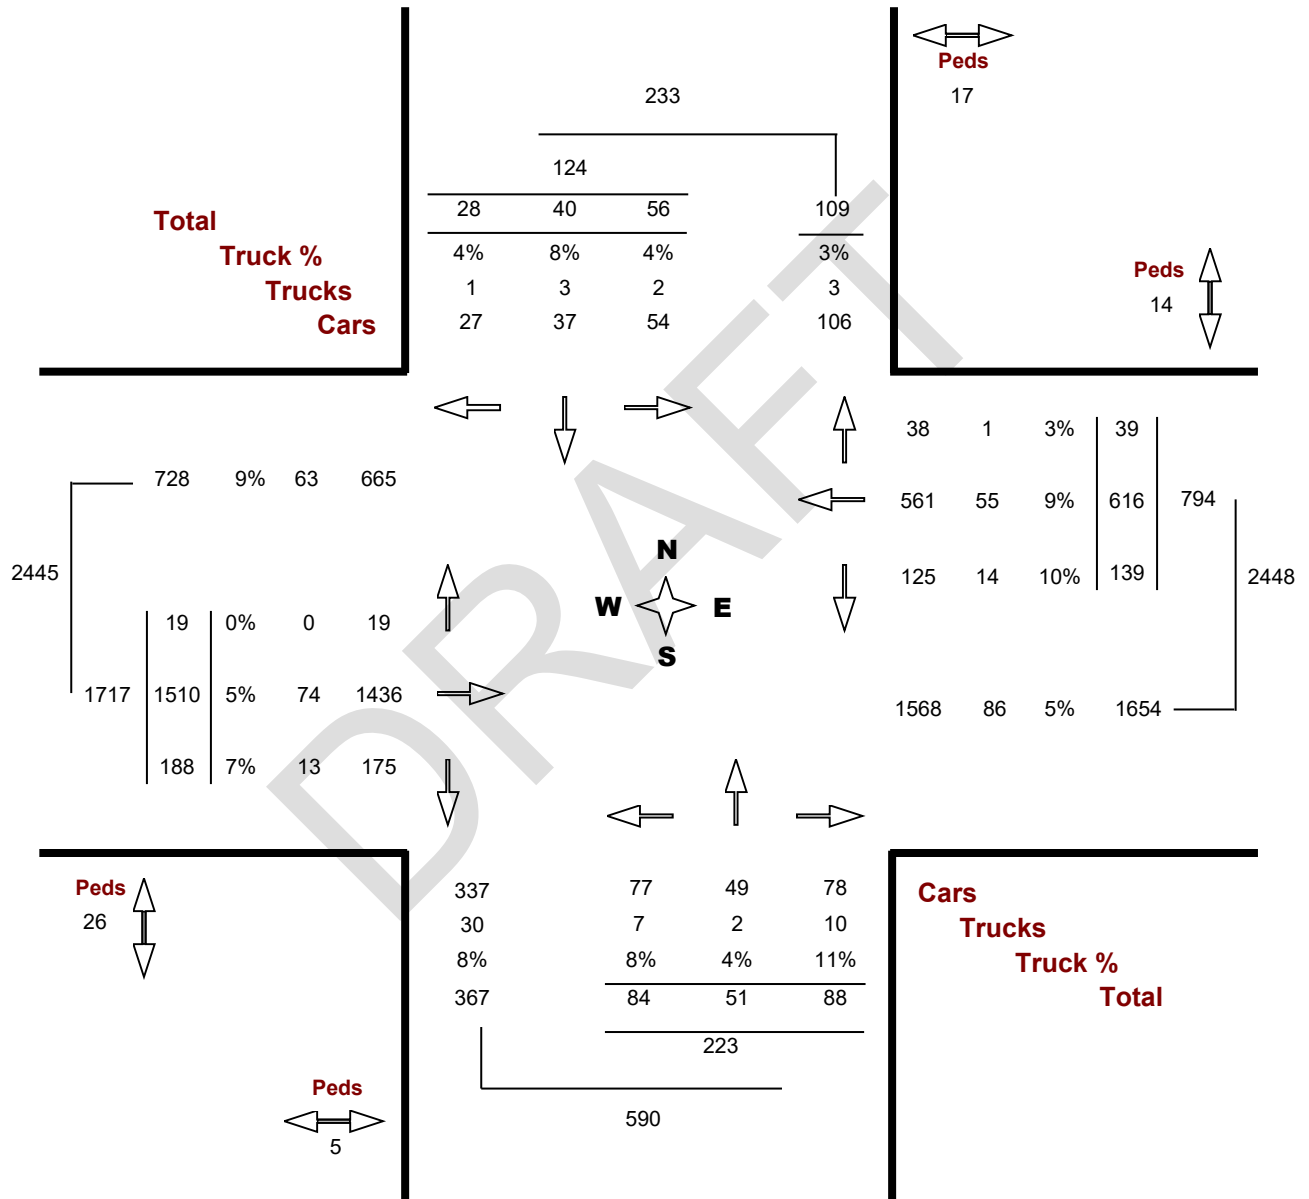 Peds
17
233
124
28 40 56 109
Total
4% 8% 4% 3%
Truck %
1 3 2 3
Trucks
27 37 54 106
Cars
Peds
14
38 1 3% 39
728 9% 63 665
561 55 9% 616 794
N
2445
125 14 10% 139 2448
W E
19 0% 0 19
S
1717 1510 5% 74 1436
1568 86 5% 1654
188 7% 13 175
DRAFT
Peds
26
337 77 49 78
Cars
30 7 2 10
Trucks
8% 8% 4% 11%
Truck %
367 84 51 88
Total
223
Peds
5
590